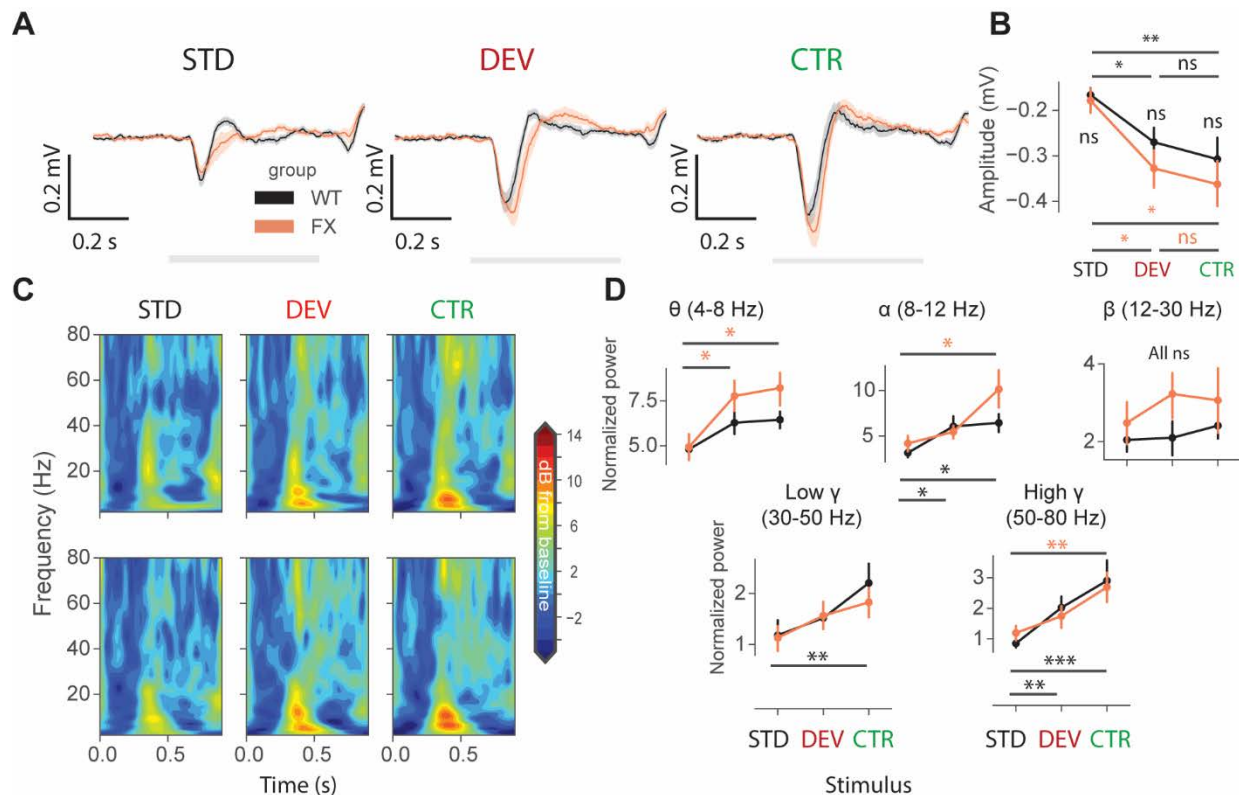 A
STD
DEV
CTR
0.2 mV
0.2 s
group
WT
FX
0.2 mV
0.2 s
0.2 mV
0.2 s
B
**
*
ns
Amplitude (mV)
−0.2
−0.3
−0.4
ns
ns
ns
*
*
ns
STD
DEV
CTR
C
STD
DEV
CTR
Frequency (Hz)
80
60
40
20
80
60
40
20
0.0
0.5
0.0
0.5
0.0
0.5
Time (s)
14
10
6
2
−2
dB from baseline
D
θ (4-8 Hz)
α (8-12 Hz)
β (12-30 Hz)
Normalized power
7.5
5.0
*
*
10
5
*
*
*
All ns
4
2
Low γ
(30-50 Hz)
High γ
(50-80 Hz)
Normalized power
2
1
**
3
2
1
**
***
**
STD DEV CTR
STD DEV CTR
Stimulus